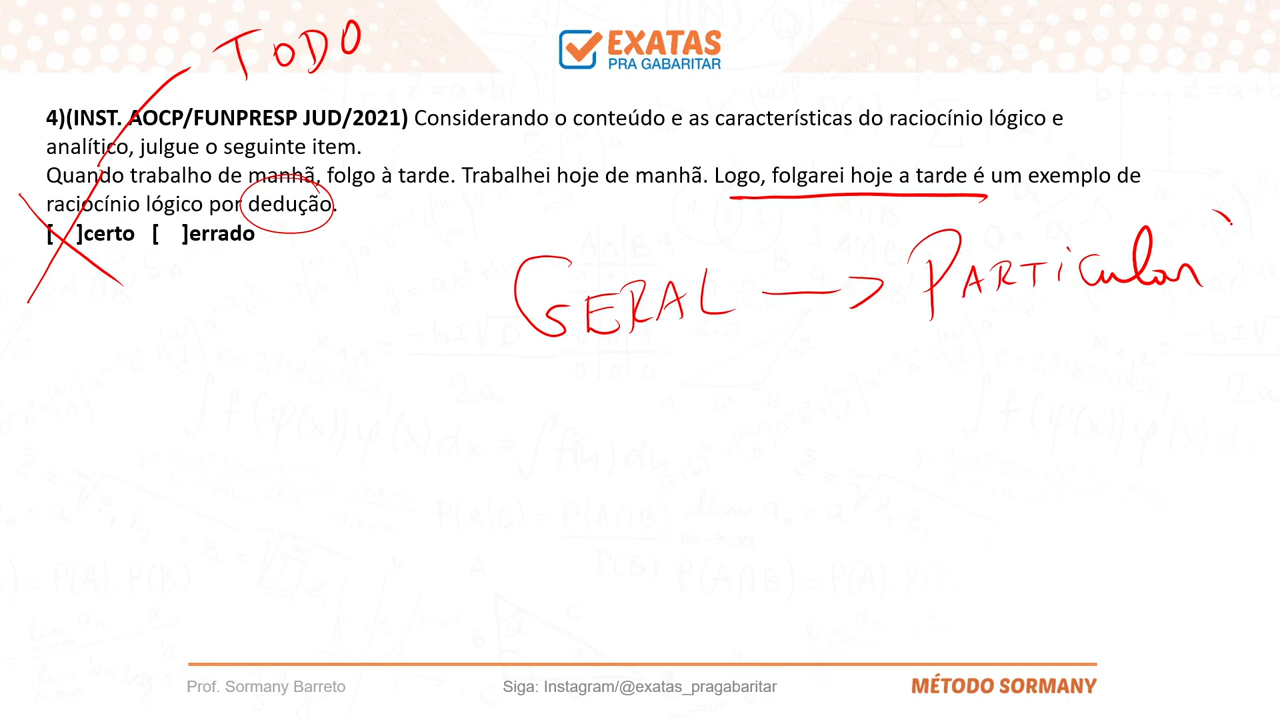 TODO
EXATAS
PRA GABARITAR
4)(INST. AOCP/FUNPRESP JUD/2021) Considerando o conteúdo e as características do raciocínio lógico e
analítico, julgue o seguinte item.
Quando trabalho de manhã, folgo à tarde. Trabalhei hoje de manhã. Logo, folgarei hoje a tarde é um exemplo de
raciocínio lógico por dedução.
[ ]certo [ ]errado
GERAL → PARTicular
Prof. Sormany Barreto
Siga: Instagram/@exatas_pragabaritar
MÉTODO SORMANY